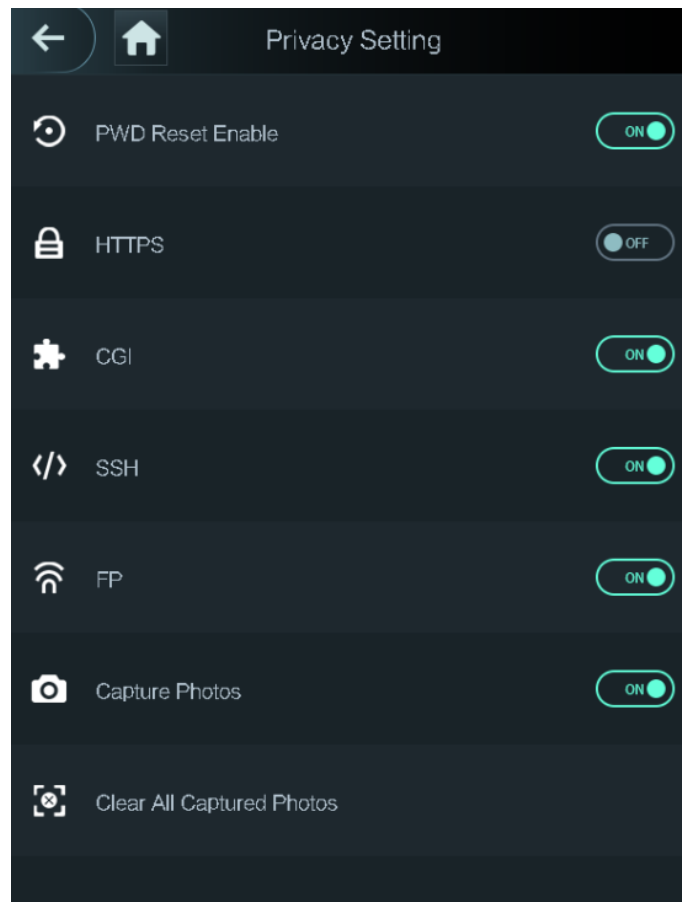 Privacy Setting
PWD Reset Enable ON
HTTPS OFF
CGI ON
SSH ON
FP ON
Capture Photos ON
Clear All Captured Photos